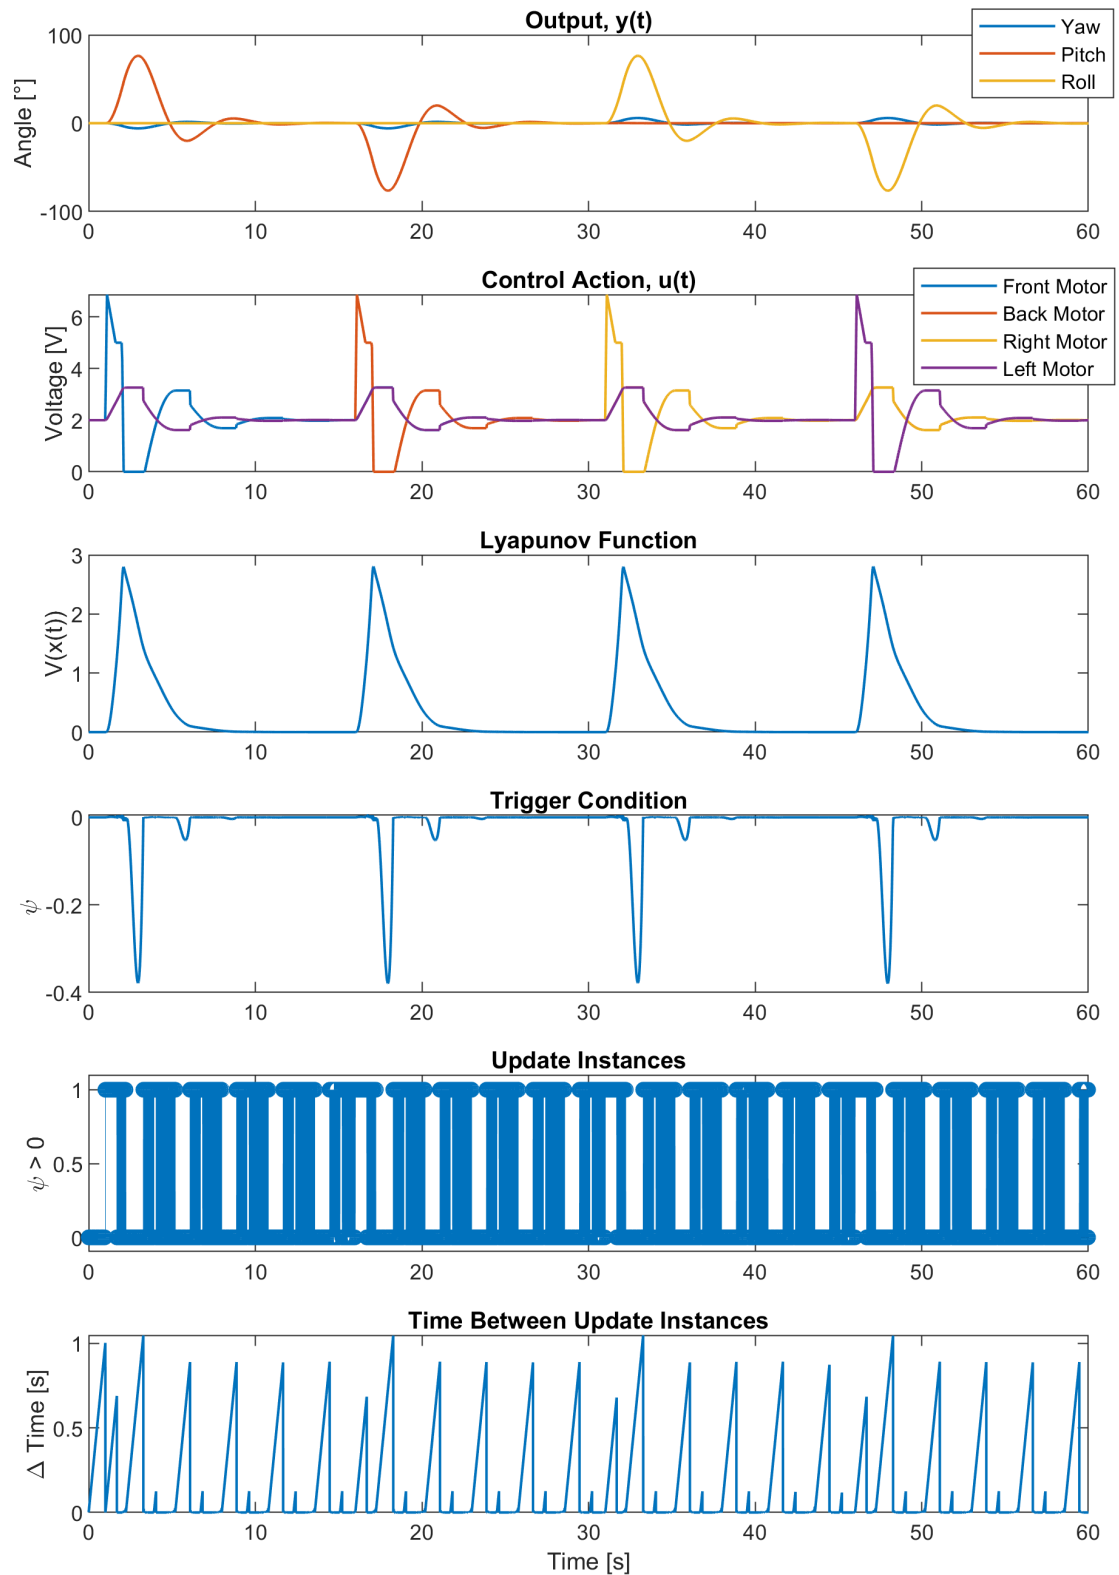 Output, y(t)
Yaw
Pitch
Roll
Angle [°]
100
0
-100
0 10 20 30 40 50 60
Control Action, u(t)
Front Motor
Back Motor
Right Motor
Left Motor
Voltage [V]
6
4
2
0
0 10 20 30 40 50 60
Lyapunov Function
V(x(t))
3
2
1
0
0 10 20 30 40 50 60
Trigger Condition
ψ
0
-0.2
-0.4
0 10 20 30 40 50 60
Update Instances
ψ > 0
1
0.5
0
0 10 20 30 40 50 60
Time Between Update Instances
Δ Time [s]
1
0.5
0
0 10 20 30 40 50 60
Time [s]